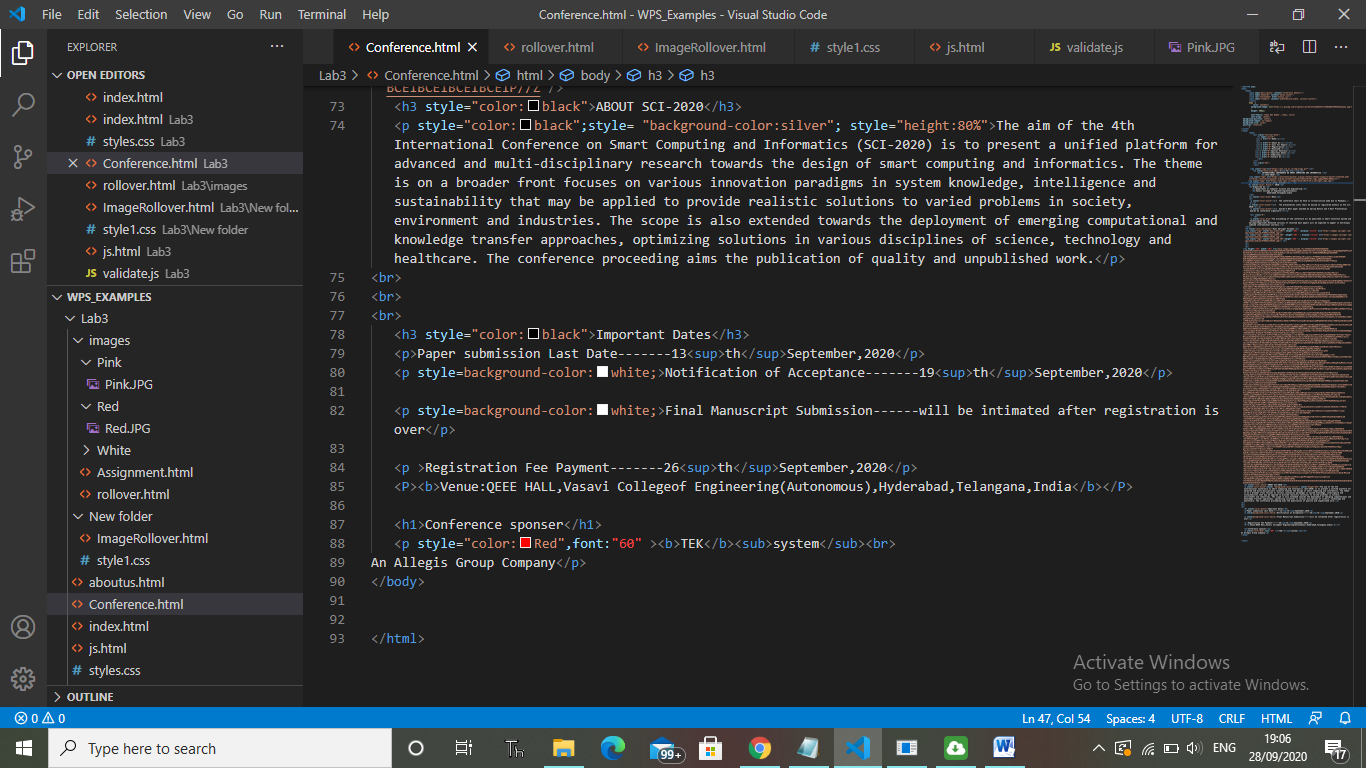 File Edit Selection View Go Run Terminal Help Conference.html - WPS_Examples - Visual Studio Code
EXPLORER ···
OPEN EDITORS
index.html
index.html Lab3
styles.css Lab3
Conference.html Lab3
rollover.html Lab3\images
ImageRollover.html Lab3\New fol...
style1.css Lab3\New folder
js.html Lab3
JS validate.js Lab3
WPS_EXAMPLES
Lab3
images
Pink
PinkJPG
Red
Red.JPG
White
Assignment.html
rollover.html
New folder
ImageRollover.html
# style1.css
aboutus.html
Conference.html
index.html
js.html
# styles.css
OUTLINE
Conference.html rollover.html ImageRollover.html # style1.css js.html JS validate.js PinkJPG ···
Lab3 > Conference.html > html > body > h3 > h3
BCEIBCEIBCEIBCEIP//Z />
73 <h3 style="color:black">ABOUT SCI-2020</h3>
74 <p style="color:black";style= "background-color:silver"; style="height:80%">The aim of the 4th
International Conference on Smart Computing and Informatics (SCI-2020) is to present a unified platform for
advanced and multi-disciplinary research towards the design of smart computing and informatics. The theme
is on a broader front focuses on various innovation paradigms in system knowledge, intelligence and
sustainability that may be applied to provide realistic solutions to varied problems in society,
environment and industries. The scope is also extended towards the deployment of emerging computational and
knowledge transfer approaches, optimizing solutions in various disciplines of science, technology and
healthcare. The conference proceeding aims the publication of quality and unpublished work.</p>
75 <br>
76 <br>
77 <br>
78 <h3 style="color:black">Important Dates</h3>
79 <p>Paper submission Last Date-------13<sup>th</sup>September,2020</p>
80 <p style=background-color:white;>Notification of Acceptance-------19<sup>th</sup>September,2020</p>
81
82 <p style=background-color:white;>Final Manuscript Submission------will be intimated after registration is
over</p>
83
84 <p >Registration Fee Payment-------26<sup>th</sup>September,2020</p>
85 <P><b>Venue:QEEE HALL,Vasavi Collegeof Engineering(Autonomous),Hyderabad,Telangana,India</b></P>
86
87 <h1>Conference sponser</h1>
88 <p style="color:Red",font:"60" ><b>TEK</b><sub>system</sub><br>
89 An Allegis Group Company</p>
90 </body>
91
92
93 </html>
Activate Windows
Go to Settings to activate Windows.
0 0 Ln 47, Col 54 Spaces: 4 UTF-8 CRLF HTML
Type here to search 99+ ENG 19:06 17
28/09/2020